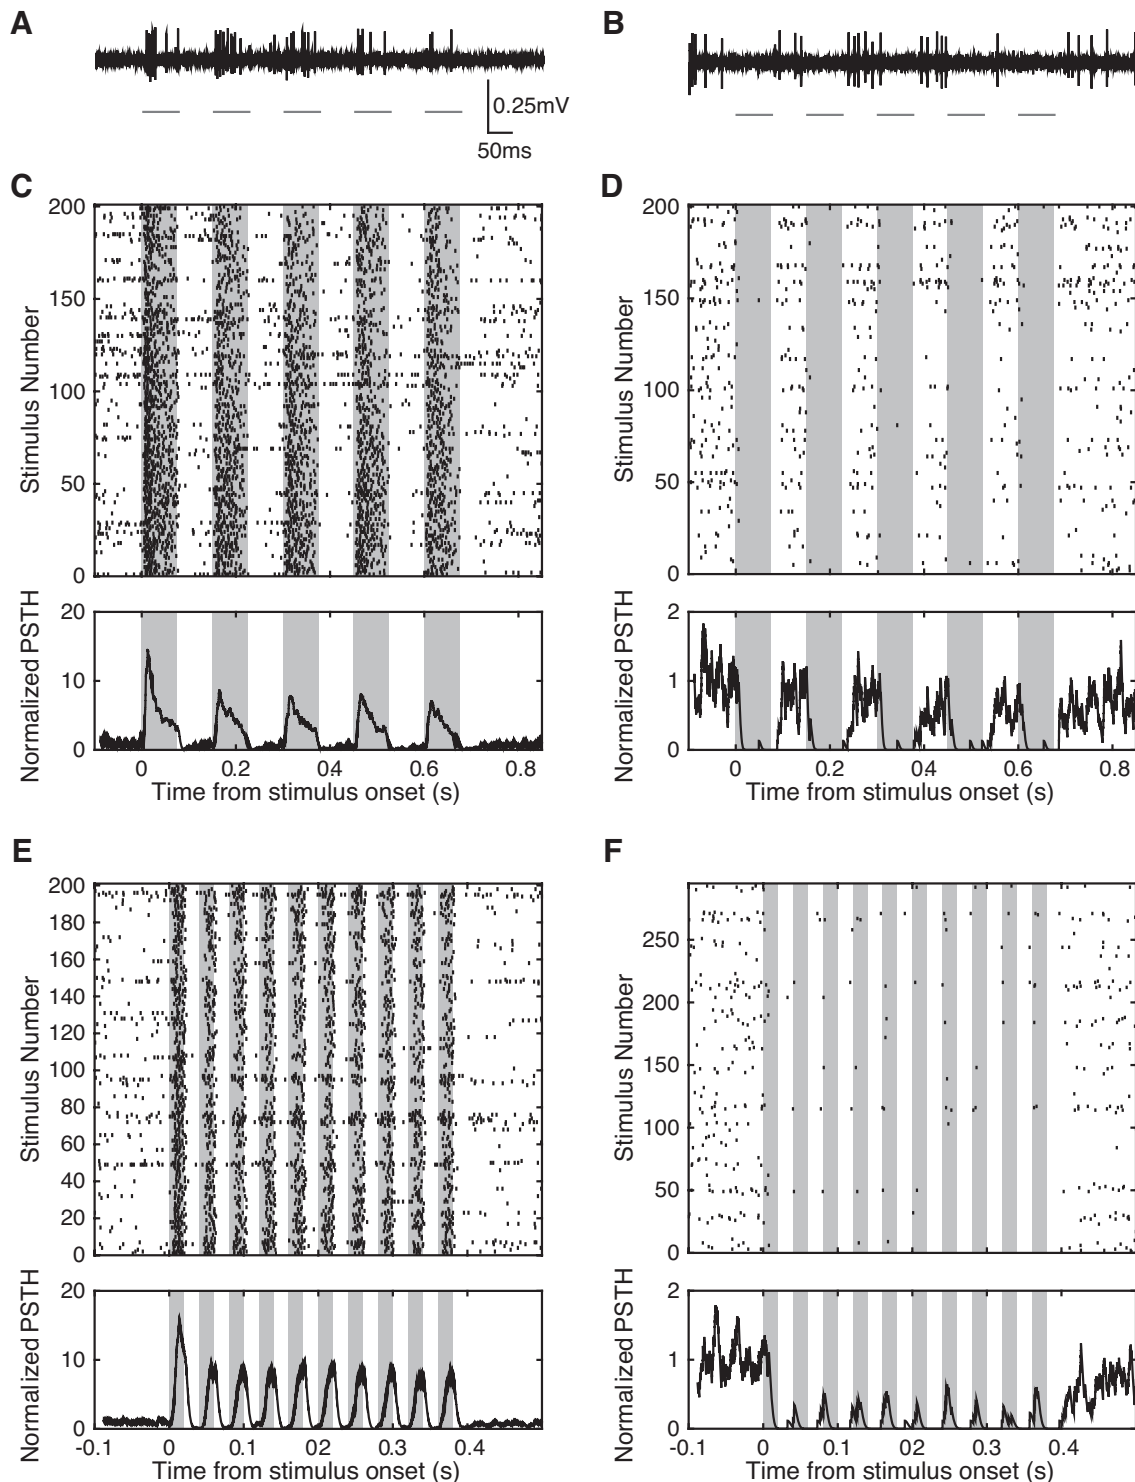 A
B
0.25mV
50ms
C
D
Stimulus Number
200
150
100
50
0
Stimulus Number
200
150
100
50
0
Normalized PSTH
20
10
0
0 0.2 0.4 0.6 0.8
Time from stimulus onset (s)
Normalized PSTH
2
1
0
0 0.2 0.4 0.6 0.8
Time from stimulus onset (s)
E
F
Stimulus Number
200
180
160
140
120
100
80
60
40
20
0
Stimulus Number
250
200
150
100
50
0
Normalized PSTH
20
10
0
-0.1 0 0.1 02 0.3 0.4
Time from stimulus onset (s)
Normalized PSTH
2
1
0
-0.1 0 0.1 02 0.3 0.4
Time from stimulus onset (s)